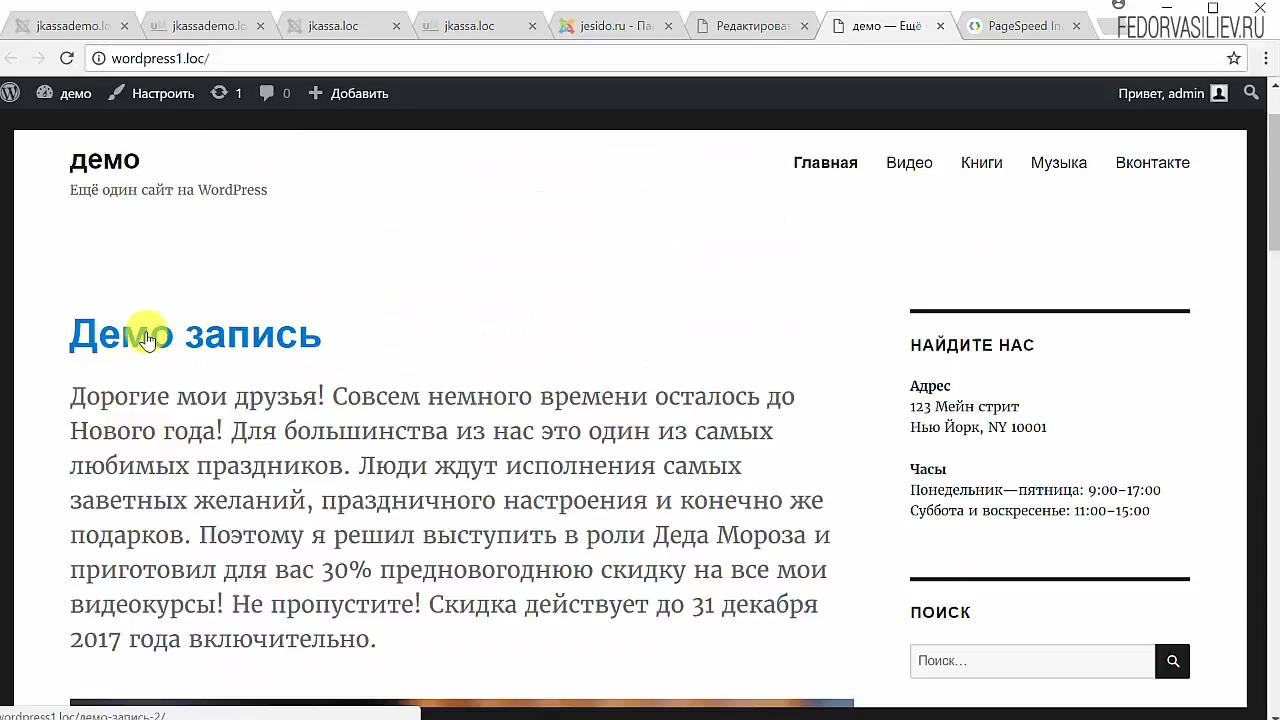 jkassademo.lo
jkassademo.lo
jkassa.loc
jkassa.loc
jesido.ru - Па
Редактироват
демо — Ещё
PageSpeed In
FEDORVASILIEV.RU
wordpress1.loc/
демо
Настроить
1
0
Добавить
Привет, admin
демо
Ещё один сайт на WordPress
Главная
Видео
Книги
Музыка
Вконтакте
Демо запись
Дорогие мои друзья! Совсем немного времени осталось до
Нового года! Для большинства из нас это один из самых
любимых праздников. Люди ждут исполнения самых
заветных желаний, праздничного настроения и конечно же
подарков. Поэтому я решил выступить в роли Деда Мороза и
приготовил для вас 30% предновогоднюю скидку на все мои
видеокурсы! Не пропустите! Скидка действует до 31 декабря
2017 года включительно.
НАЙДИТЕ НАС
Адрес
123 Мейн стрит
Нью Йорк, NY 10001
Часы
Понедельник—пятница: 9:00–17:00
Суббота и воскресенье: 11:00–15:00
ПОИСК
Поиск…
wordpress1.loc/демо-запись-2/